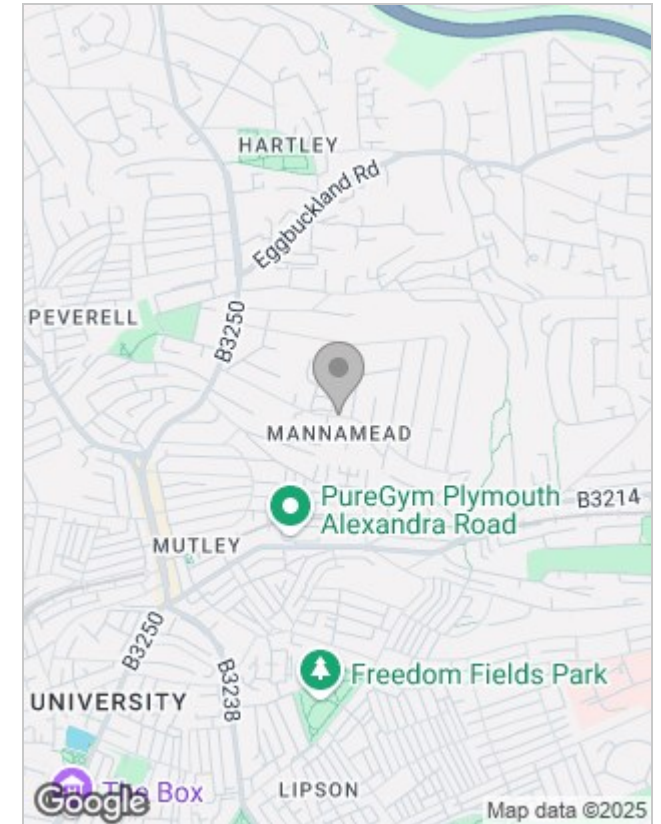 HARTLEY
Eggbuckland Rd
PEVERELL
B3250
MANNAMEAD
PureGym Plymouth
Alexandra Road
B3214
MUTLEY
B3250
B3238
Freedom Fields Park
UNIVERSITY
The Box
LIPSON
Google
Map data ©2025